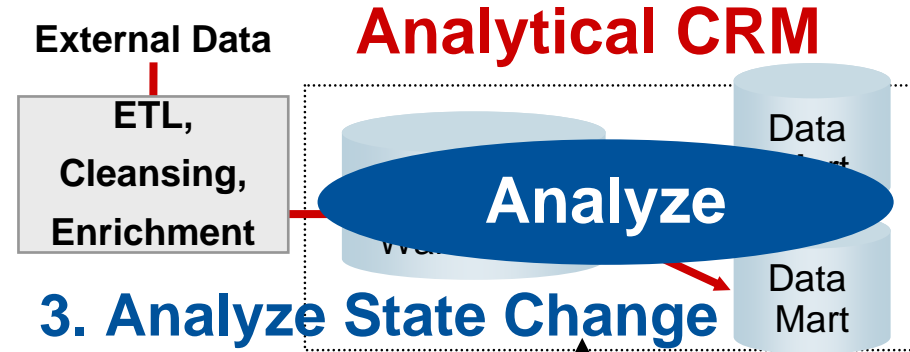 External Data
Analytical CRM
ETL,
Cleansing,
Enrichment
Data
Analyze
3. Analyze State Change
Data
Mart